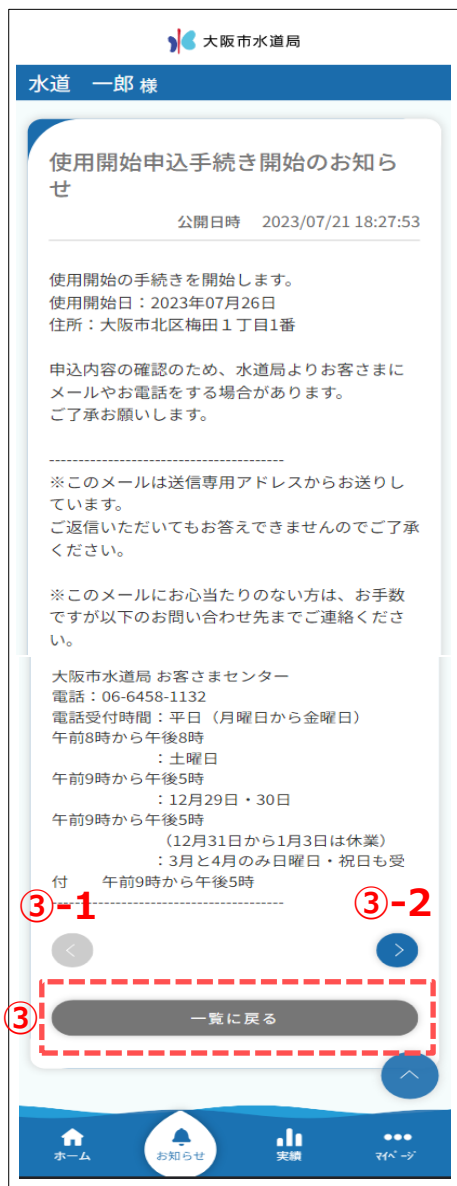 大阪市水道局
水道　一郎 様
使用開始申込手続き開始のお知ら
せ
公開日時　2023/07/21 18:27:53
使用開始の手続きを開始します。
使用開始日：2023年07月26日
住所：大阪市北区梅田１丁目1番
申込内容の確認のため、水道局よりお客さまに
メールやお電話をする場合があります。
ご了承お願いします。
----------------------------------------
※このメールは送信専用アドレスからお送りし
ています。
ご返信いただいてもお答えできませんのでご了承
ください。
※このメールにお心当たりのない方は、お手数
ですが以下のお問い合わせ先までご連絡くださ
い。
大阪市水道局 お客さまセンター
電話：06-6458-1132
電話受付時間：平日（月曜日から金曜日）
午前8時から午後8時
：土曜日
午前9時から午後5時
：12月29日・30日
午前9時から午後5時
（12月31日から1月3日は休業）
：3月と4月のみ日曜日・祝日も受
付　　午前9時から午後5時
----------------------------------------
③-1
③-2
③
一覧に戻る
ホーム
お知らせ
実績
ﾏｲﾍﾟｰｼﾞ